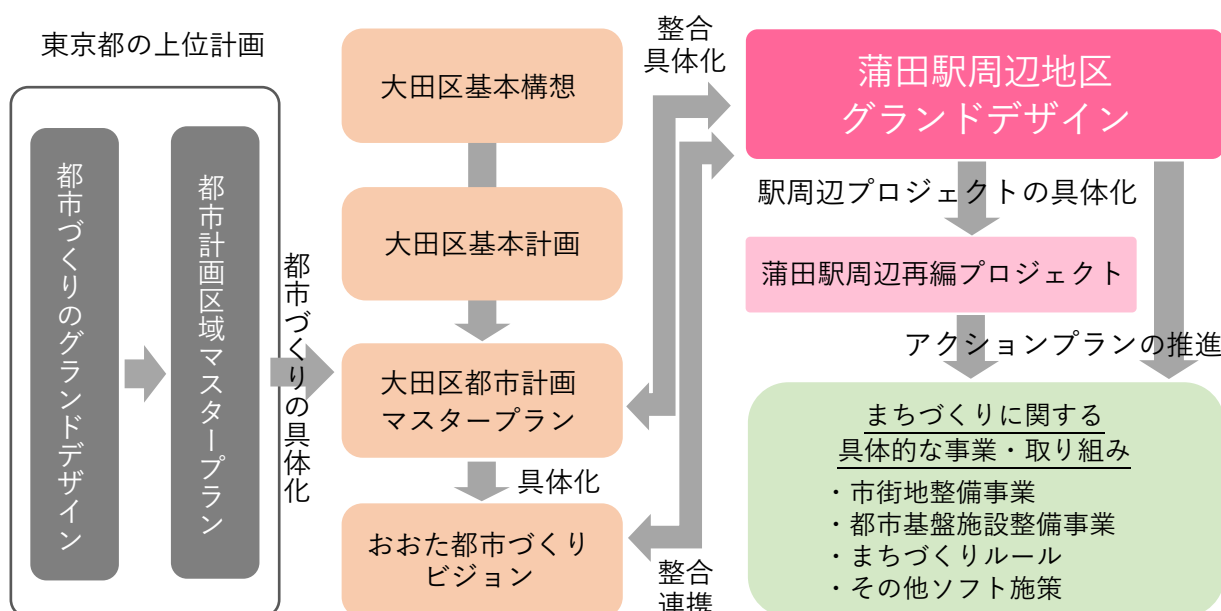 東京都の上位計画
都市づくりのグランドデザイン
都市計画区域マスタープラン
都市づくりの具体化
大田区基本構想
大田区基本計画
大田区都市計画
マスタープラン
具体化
おおた都市づくり
ビジョン
整合
具体化
整合
連携
蒲田駅周辺地区
グランドデザイン
駅周辺プロジェクトの具体化
蒲田駅周辺再編プロジェクト
アクションプランの推進
まちづくりに関する
具体的な事業・取り組み
・市街地整備事業
・都市基盤施設整備事業
・まちづくりルール
・その他ソフト施策